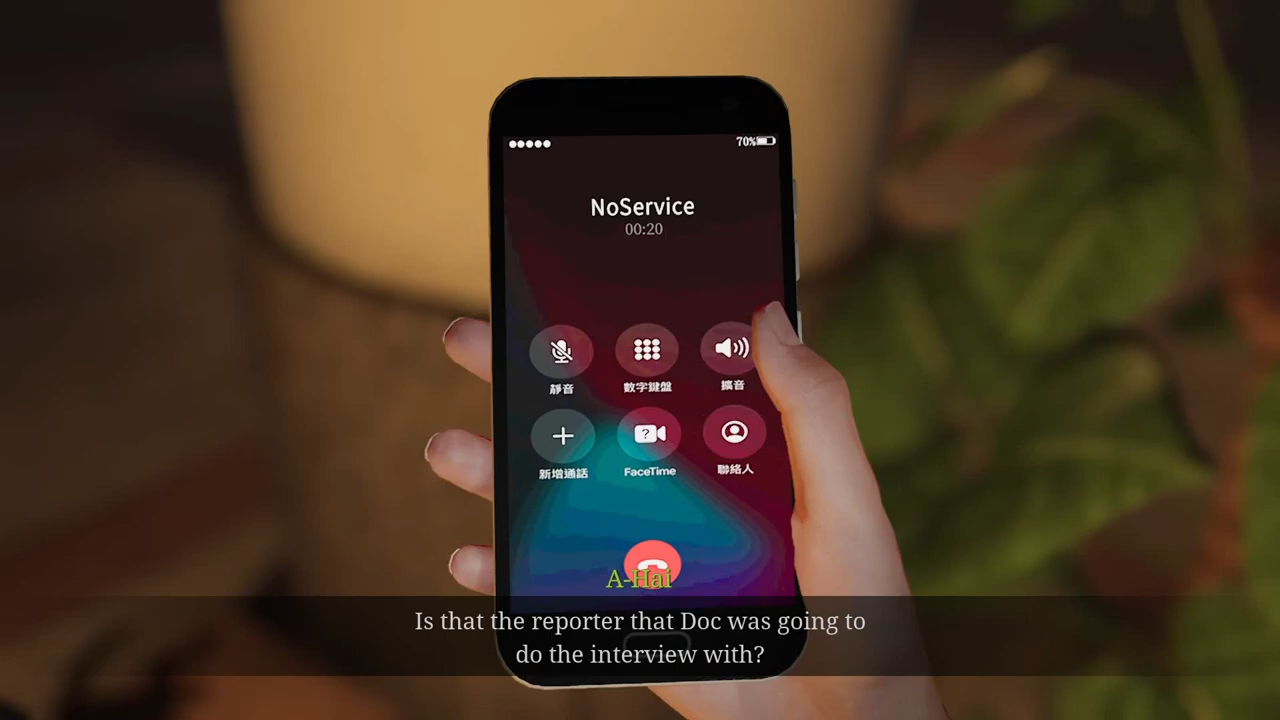 70%
NoService
00:20
靜音
數字鍵盤
擴音
?
新增通話
FaceTime
聯絡人
A-Hai
Is that the reporter that Doc was going to
do the interview with?